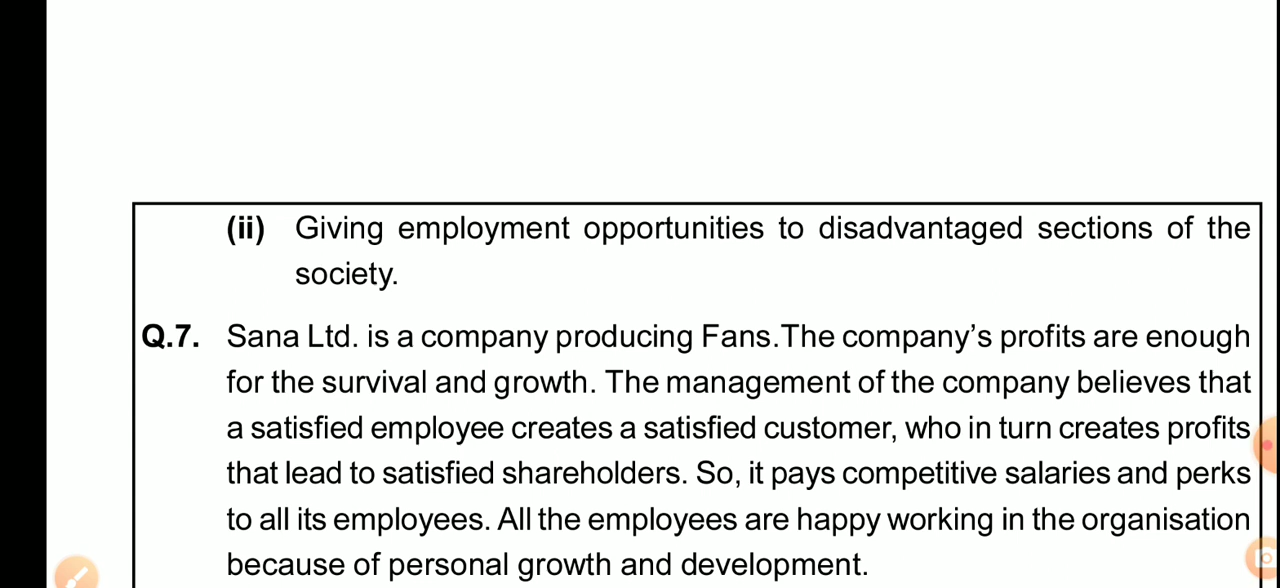 (ii) Giving employment opportunities to disadvantaged sections of the
society.
Q.7. Sana Ltd. is a company producing Fans.The company’s profits are enough
for the survival and growth. The management of the company believes that
a satisfied employee creates a satisfied customer, who in turn creates profits
that lead to satisfied shareholders. So, it pays competitive salaries and perks
to all its employees. All the employees are happy working in the organisation
because of personal growth and development.